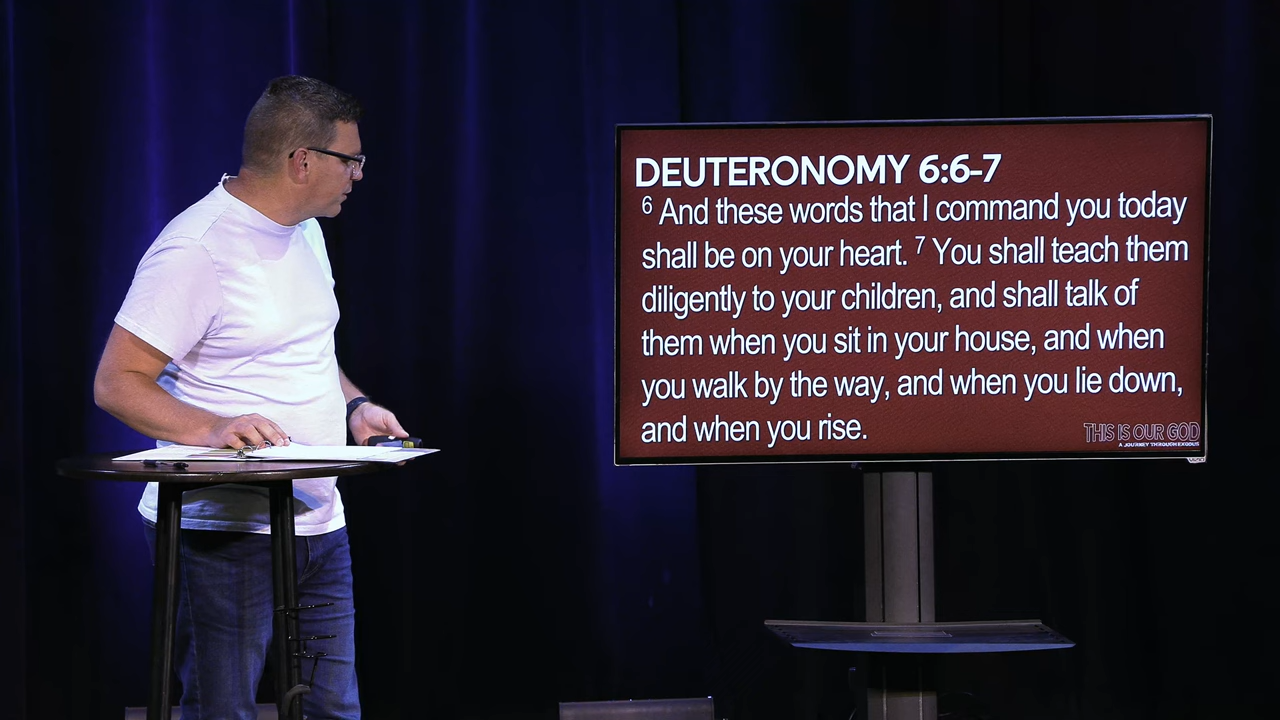 DEUTERONOMY 6:6-7
⁶ And these words that I command you today
shall be on your heart. ⁷ You shall teach them
diligently to your children, and shall talk of
them when you sit in your house, and when
you walk by the way, and when you lie down,
and when you rise.
THIS IS OUR GOD
A JOURNEY THROUGH EXODUS